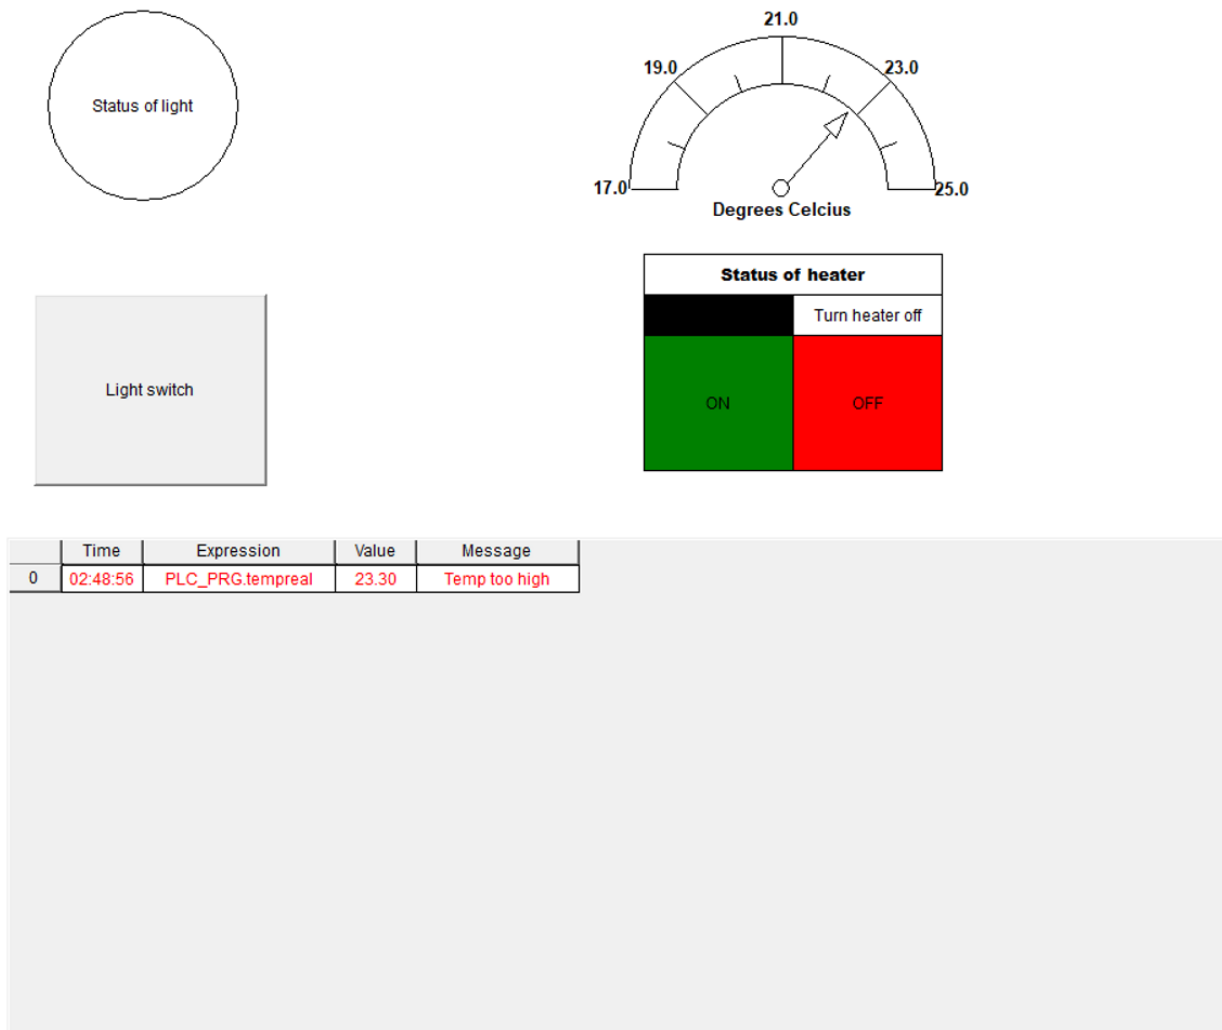 21.0
19.0
23.0
Status of light
17.0
25.0
Degrees Celcius
Status of heater
Turn heater off
Light switch
ON
OFF
Time Expression Value Message
0 02:48:56 PLC_PRG.tempreal 23.30 Temp too high